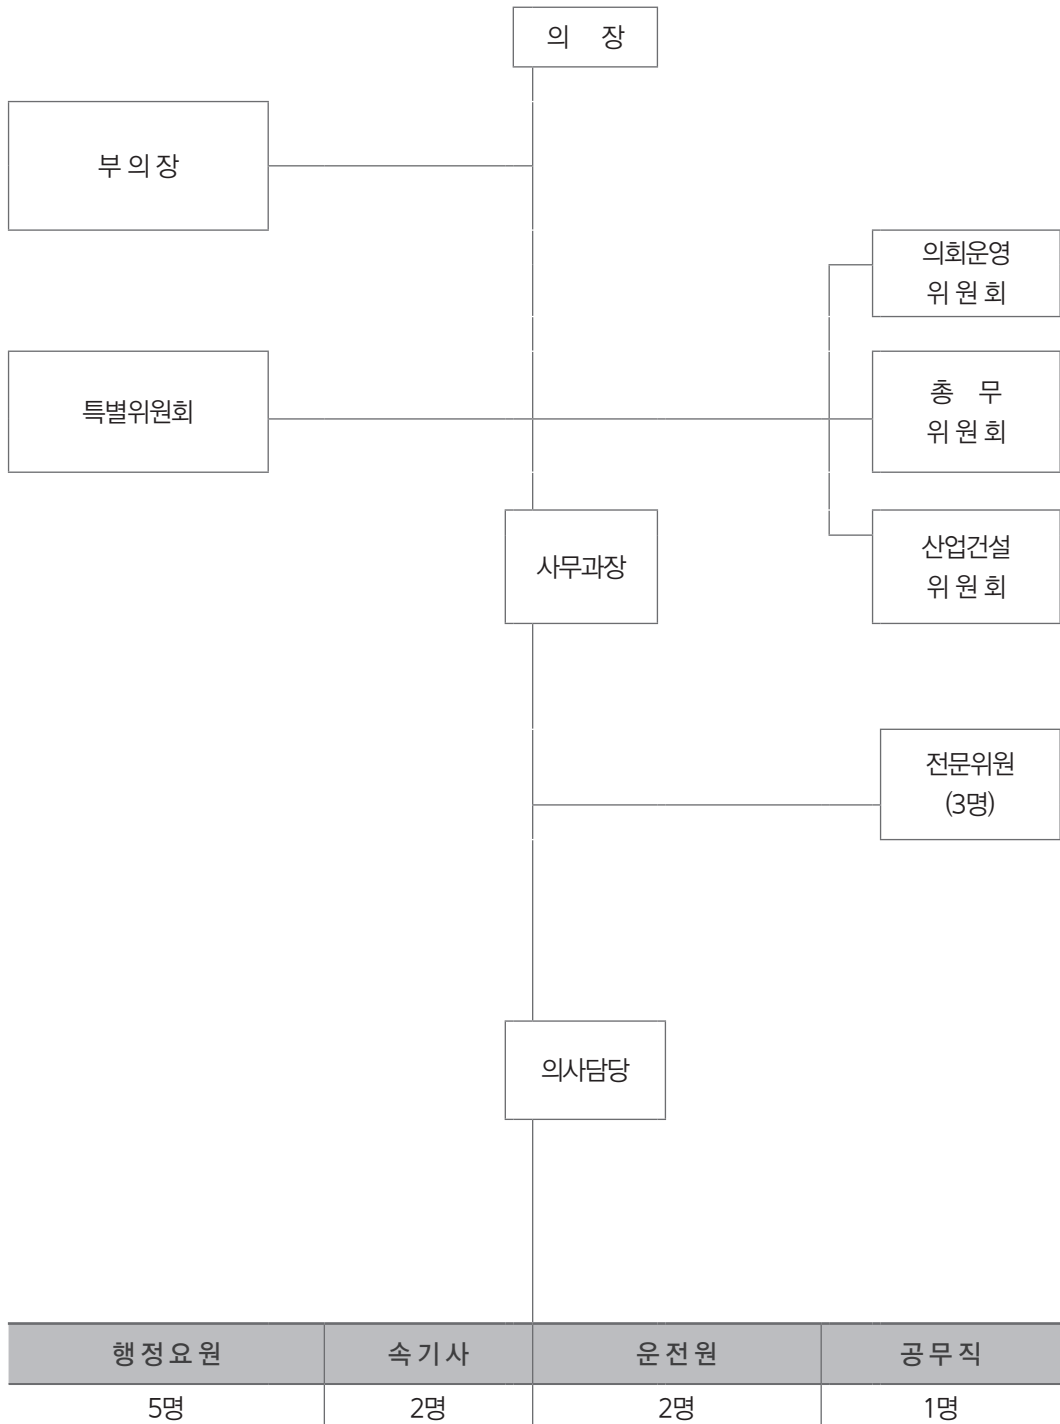 의 장
부 의 장
의회운영
위 원 회
특별위원회
총 무
위 원 회
사무과장
산업건설
위 원 회
전문위원
(3명)
의사담당
행 정 요 원 속 기 사 운 전 원 공 무 직
5명 2명 2명 1명